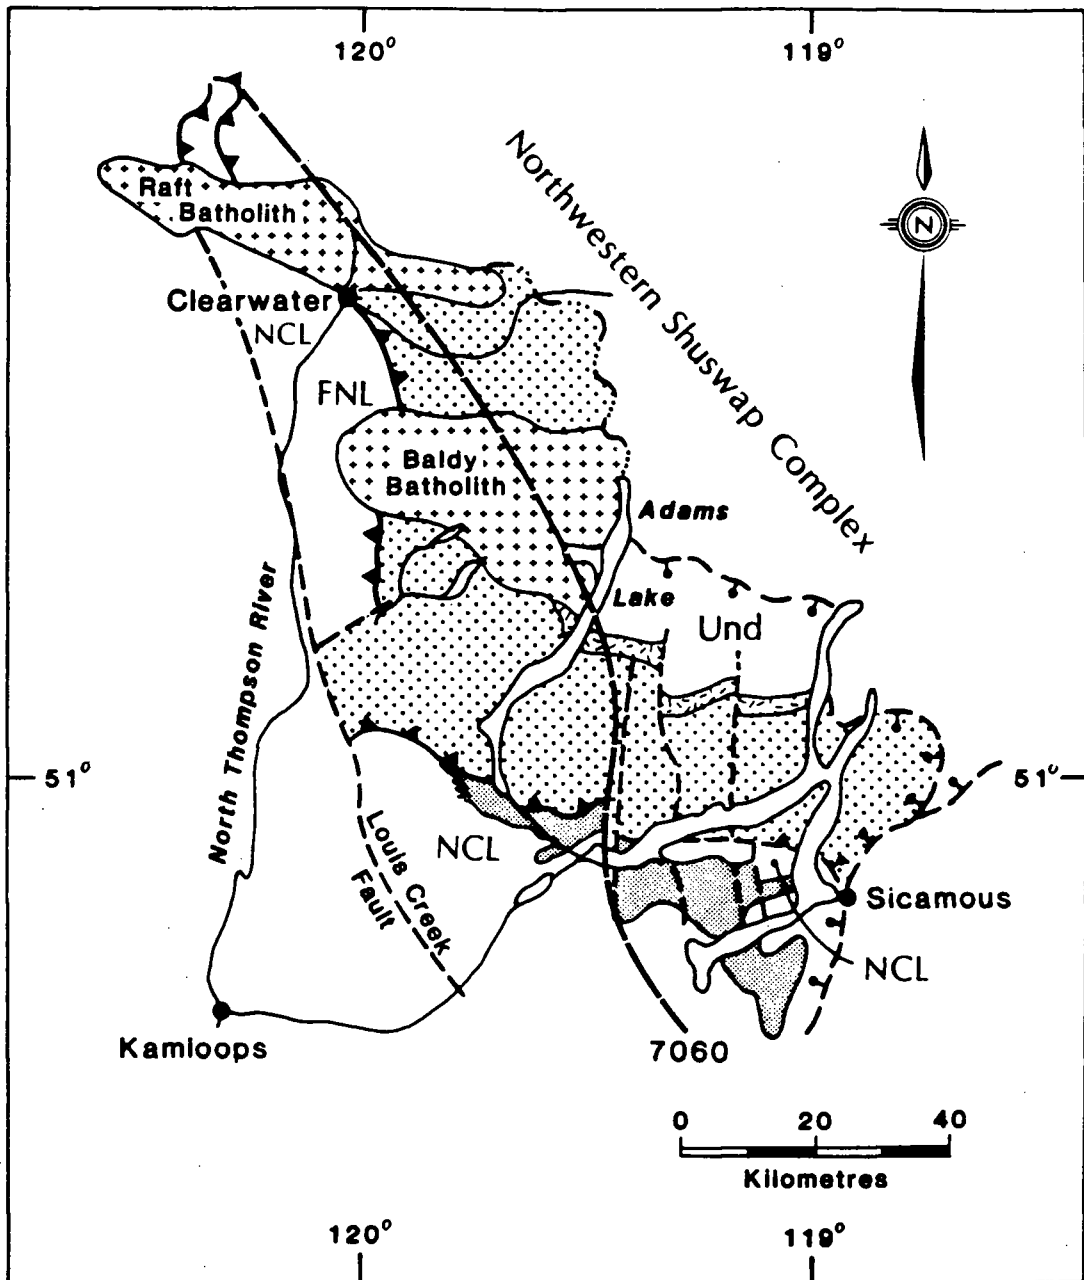 120°
119°
Northwestern Shuswap Complex
N
Raft
Batholith
Clearwater
NCL
FNL
Baldy
Batholith
Adams
Lake
Und
North Thompson River
51°
51°
Louis Creek
Fault
NCL
Sicamous
NCL
Kamloops
7060
0 20 40
Kilometres
120°
119°